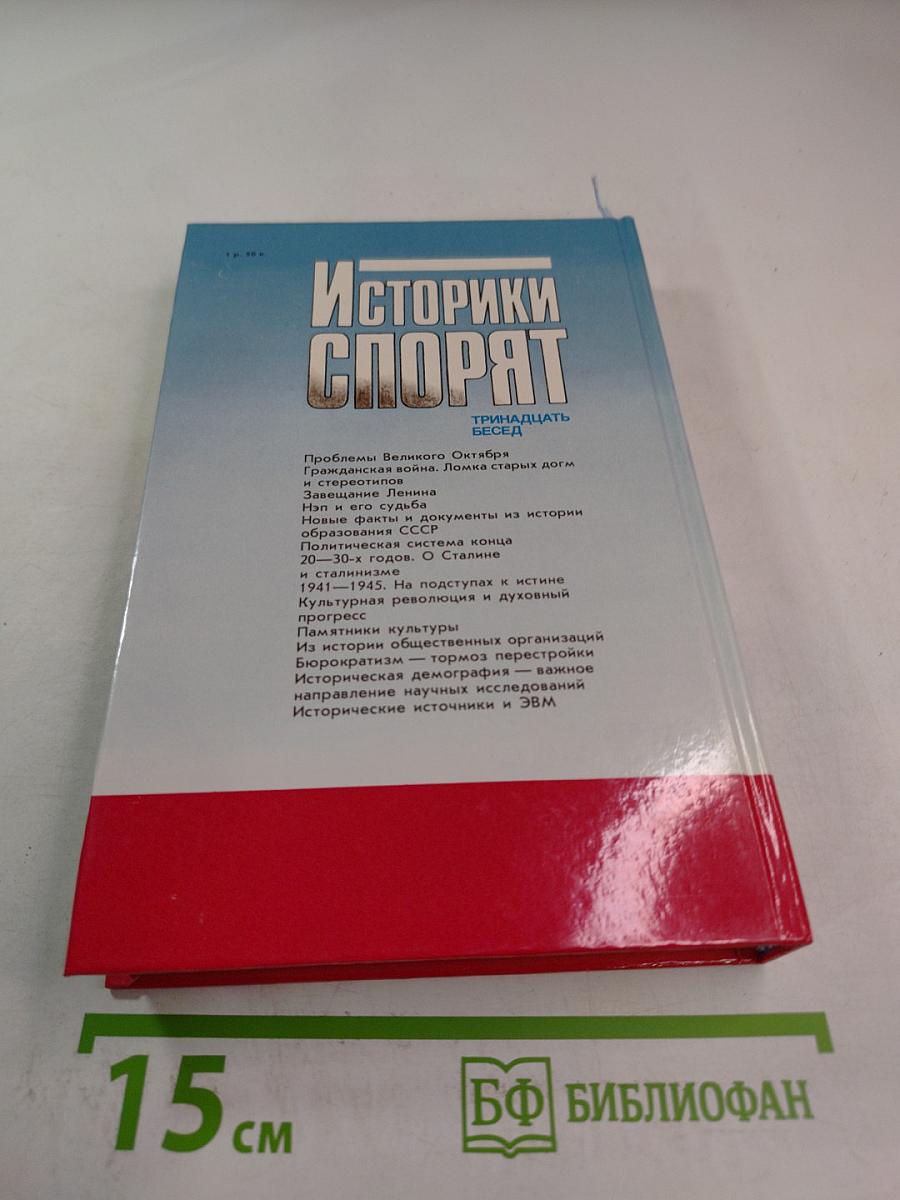 1 р. 50 к.
ИСТОРИКИ
СПОРЯТ
ТРИНАДЦАТЬ
БЕСЕД
Проблемы Великого Октября
Гражданская война. Ломка старых догм
и стереотипов
Завещание Ленина
Нэп и его судьба
Новые факты и документы из истории
образования СССР
Политическая система конца
20—30-х годов. О Сталине
и сталинизме
1941—1945. На подступах к истине
Культурная революция и духовный
прогресс
Памятники культуры
Из истории общественных организаций
Бюрократизм — тормоз перестройки
Историческая демография — важное
направление научных исследований
Исторические источники и ЭВМ
15 см
БФ БИБЛИОФАН